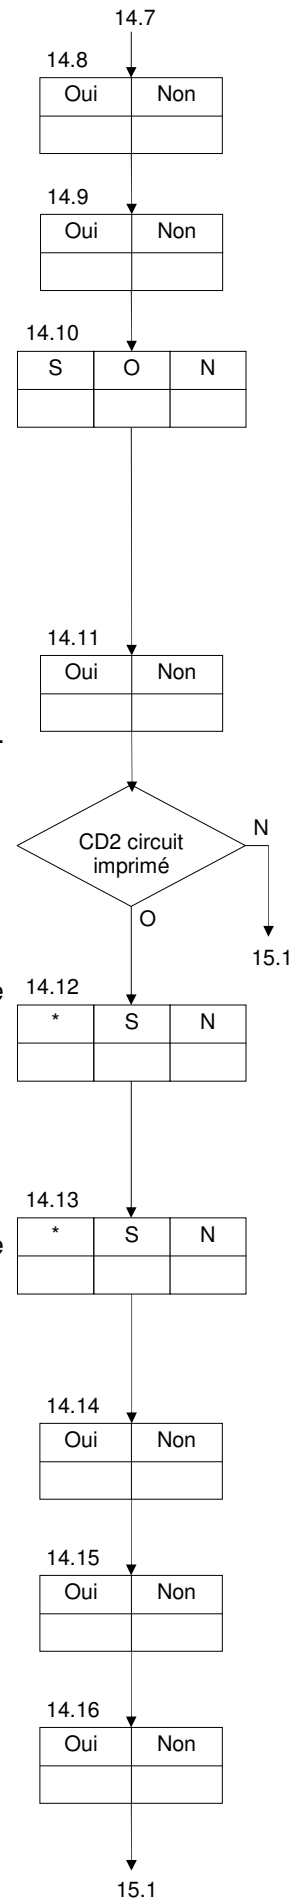 14.7
14.8
Oui Non
14.9
Oui Non
14.10
S O N
14.11
Oui Non
CD2 circuit
imprimé
N
O
15.1
14.12
* S N
14.13
* S N
14.14
Oui Non
14.15
Oui Non
14.16
Oui Non
15.1